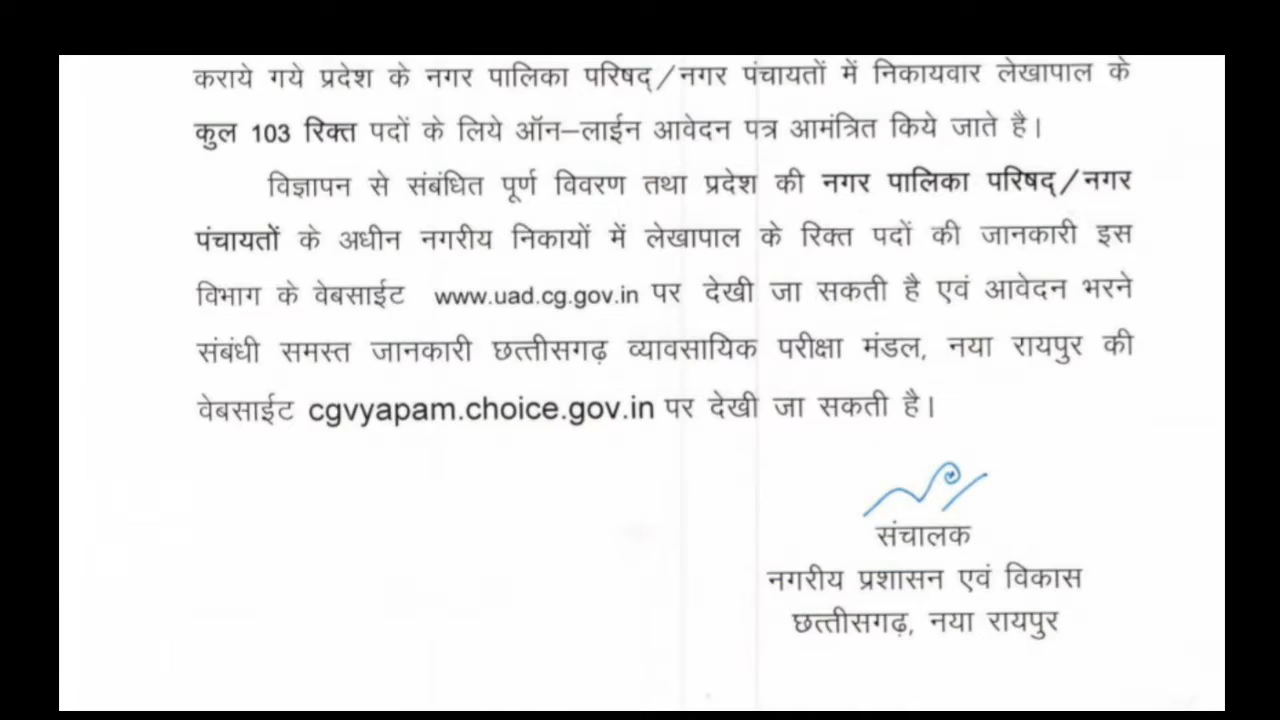 कराये गये प्रदेश के नगर पालिका परिषद्/नगर पंचायतों में निकायवार लेखापाल के
कुल 103 रिक्त पदों के लिये ऑन–लाईन आवेदन पत्र आमंत्रित किये जाते है।
विज्ञापन से संबंधित पूर्ण विवरण तथा प्रदेश की नगर पालिका परिषद्/नगर
पंचायतों के अधीन नगरीय निकायों में लेखापाल के रिक्त पदों की जानकारी इस
विभाग के वेबसाईट www.uad.cg.gov.in पर देखी जा सकती है एवं आवेदन भरने
संबंधी समस्त जानकारी छत्तीसगढ़ व्यावसायिक परीक्षा मंडल, नया रायपुर की
वेबसाईट cgvyapam.choice.gov.in पर देखी जा सकती है।
संचालक
नगरीय प्रशासन एवं विकास
छत्तीसगढ़, नया रायपुर